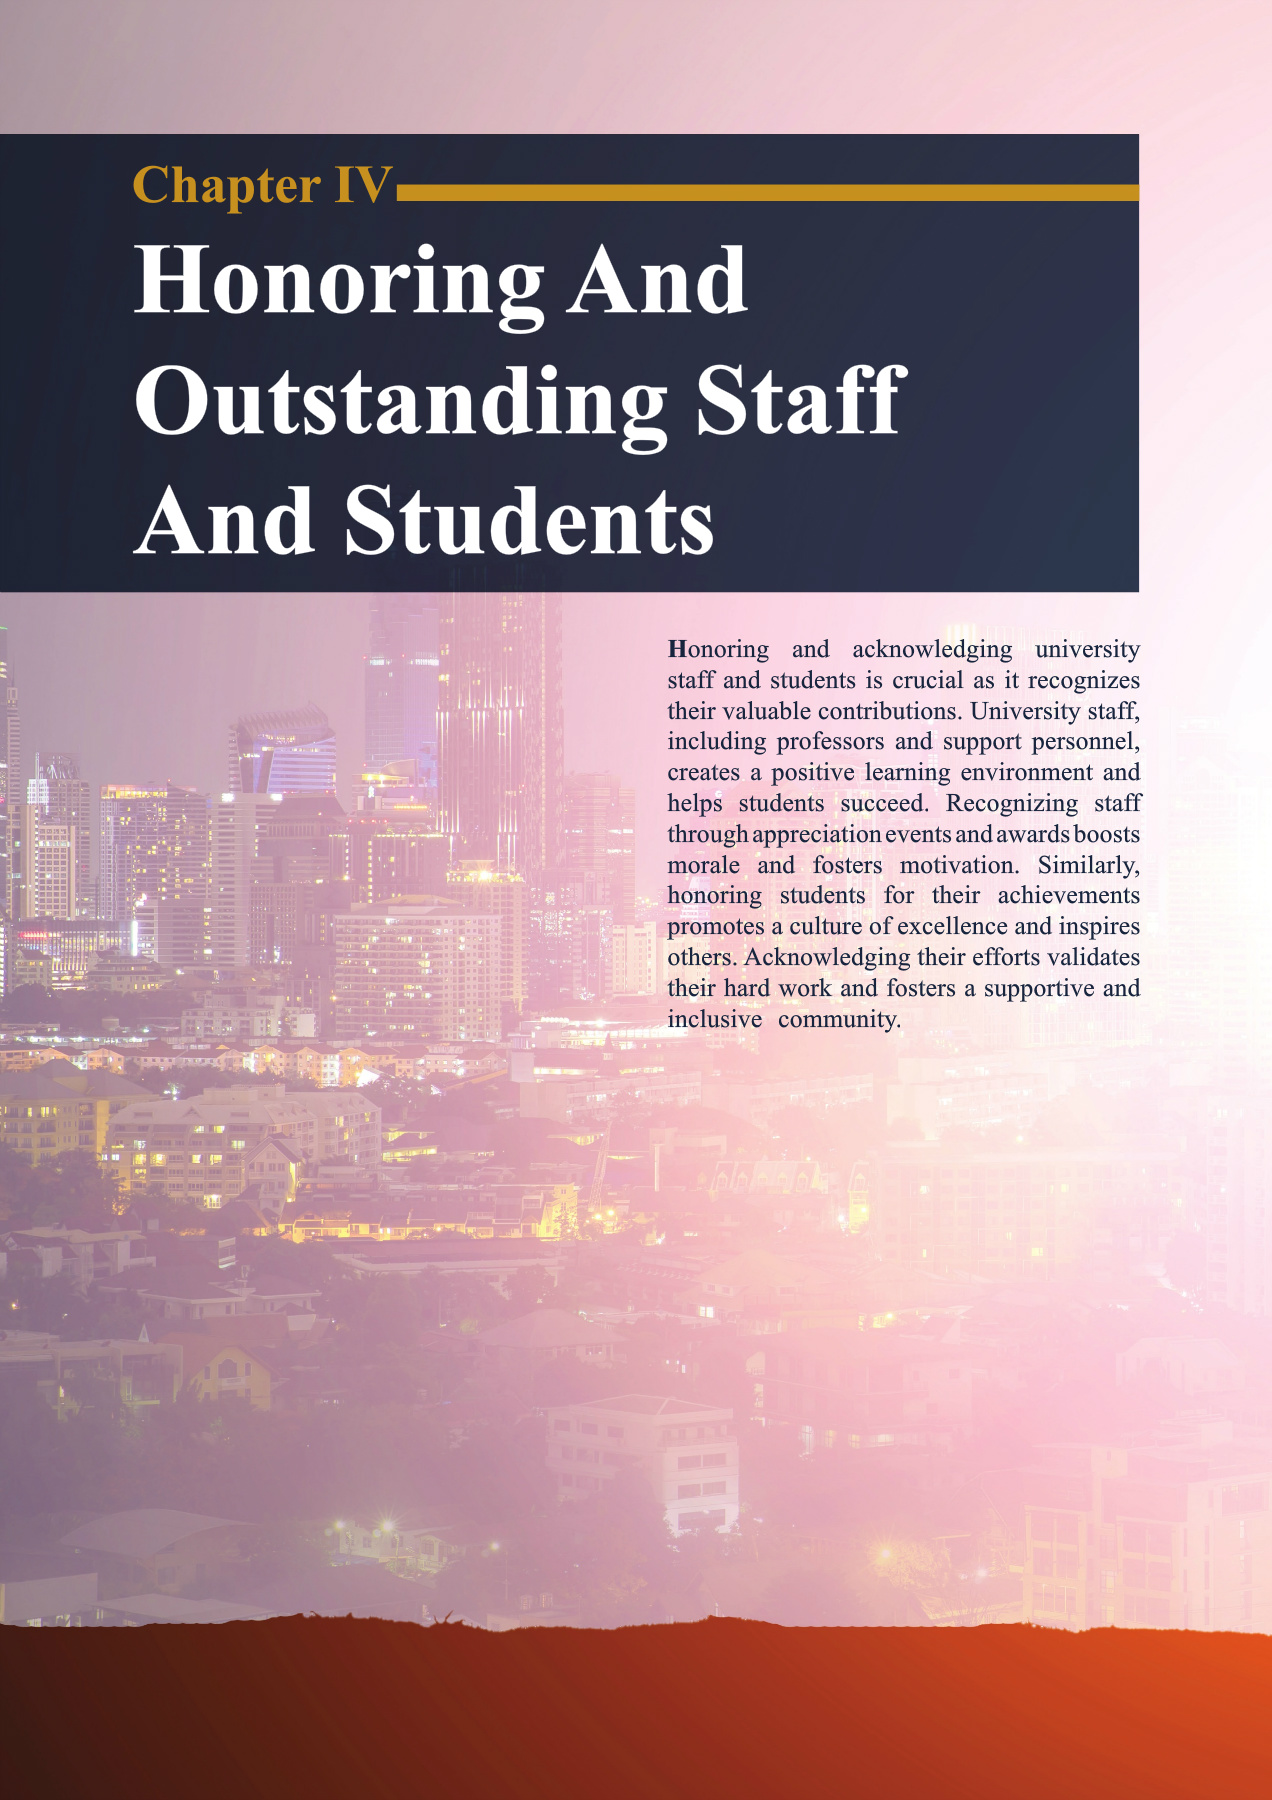 Chapter IV
Honoring And
Outstanding Staff
And Students
Honoring and acknowledging university
staff and students is crucial as it recognizes
their valuable contributions. University staff,
including professors and support personnel,
creates a positive learning environment and
helps students succeed. Recognizing staff
through appreciation events and awards boosts
morale and fosters motivation. Similarly,
honoring students for their achievements
promotes a culture of excellence and inspires
others. Acknowledging their efforts validates
their hard work and fosters a supportive and
inclusive community.